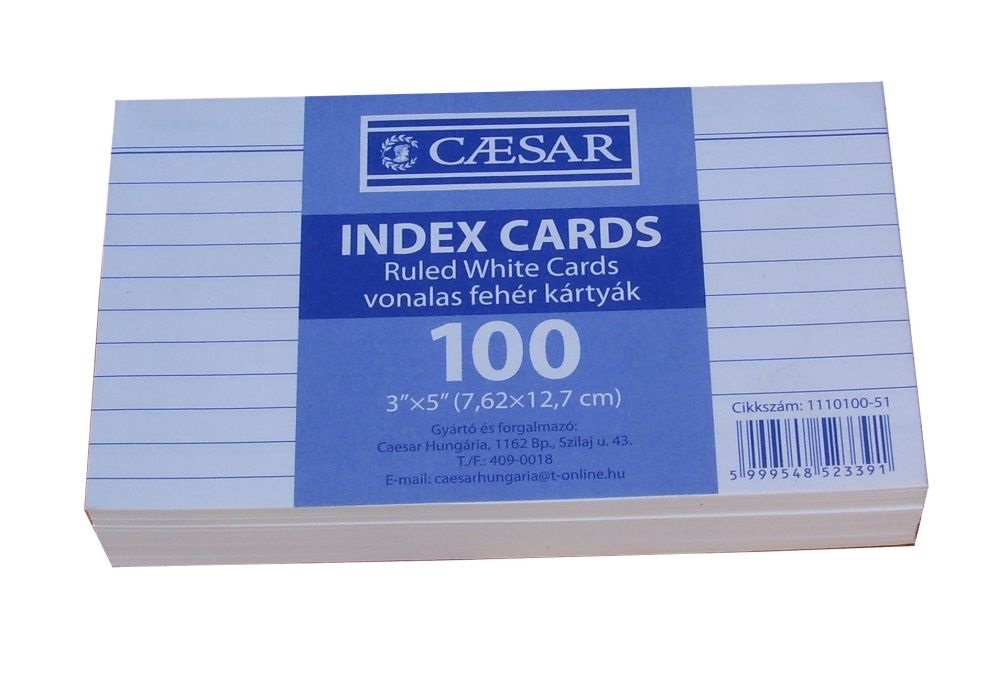 CÆSAR
INDEX CARDS
Ruled White Cards
vonalas fehér kártyák
100
3”×5” (7,62×12,7 cm)
Gyártó és forgalmazó:
Caesar Hungária, 1162 Bp., Szilaj u. 43.
T./F.: 409-0018
E-mail: caesarhungaria@t-online.hu
Cikkszám: 1110100-51
5 999548 523391